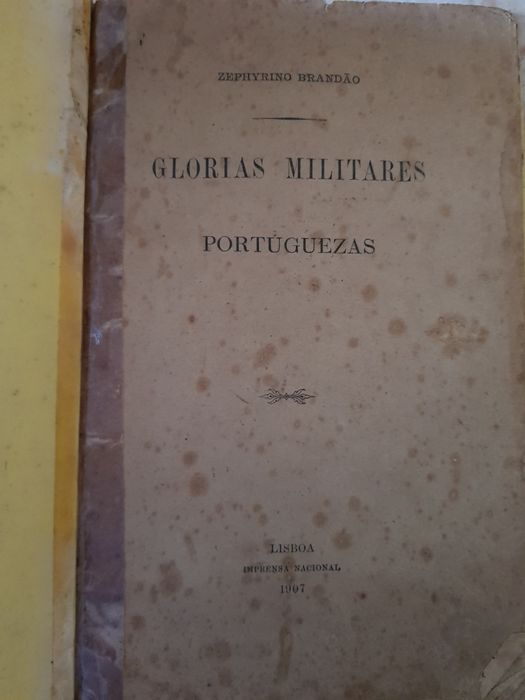 ZEPHYRINO BRANDÃO
GLORIAS MILITARES
PORTUGUEZAS
LISBOA
IMPRENSA NACIONAL
1907